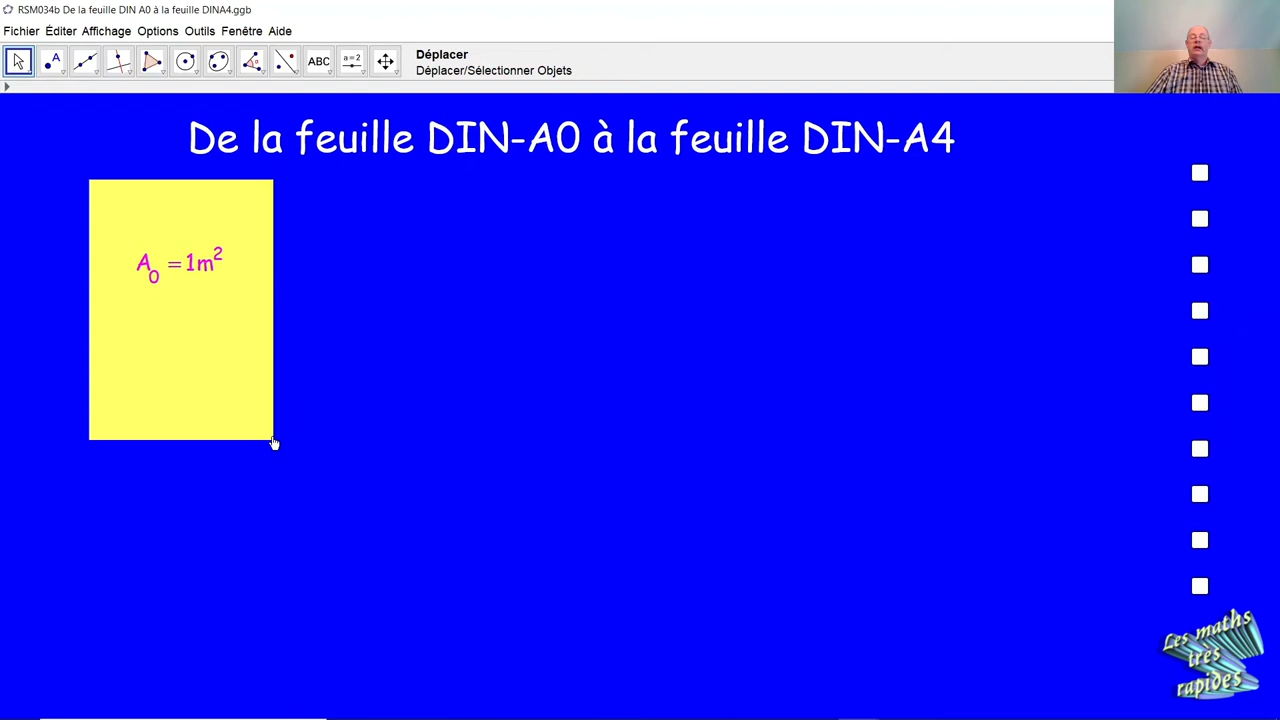 RSM034b De la feuille DIN A0 à la feuille DINA4.ggb
Fichier Éditer Affichage Options Outils Fenêtre Aide
A
α
ABC
a=2
Déplacer
Déplacer/Sélectionner Objets
De la feuille DIN-A0 à la feuille DIN-A4
A₀ = 1m²
Les maths
très
rapides